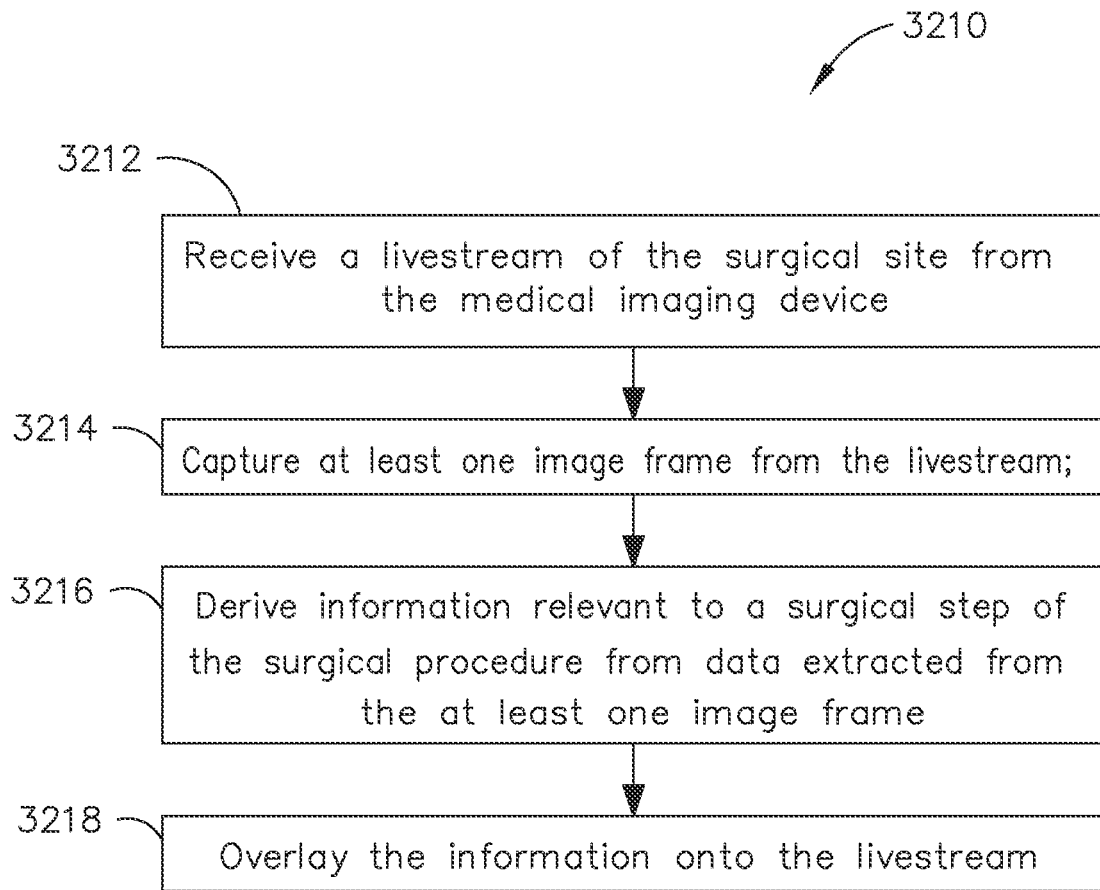 3210
3212
Receive a livestream of the surgical site from
the medical imaging device
3214
Capture at least one image frame from the livestream;
3216
Derive information relevant to a surgical step of
the surgical procedure from data extracted from
the at least one image frame
3218
Overlay the information onto the livestream